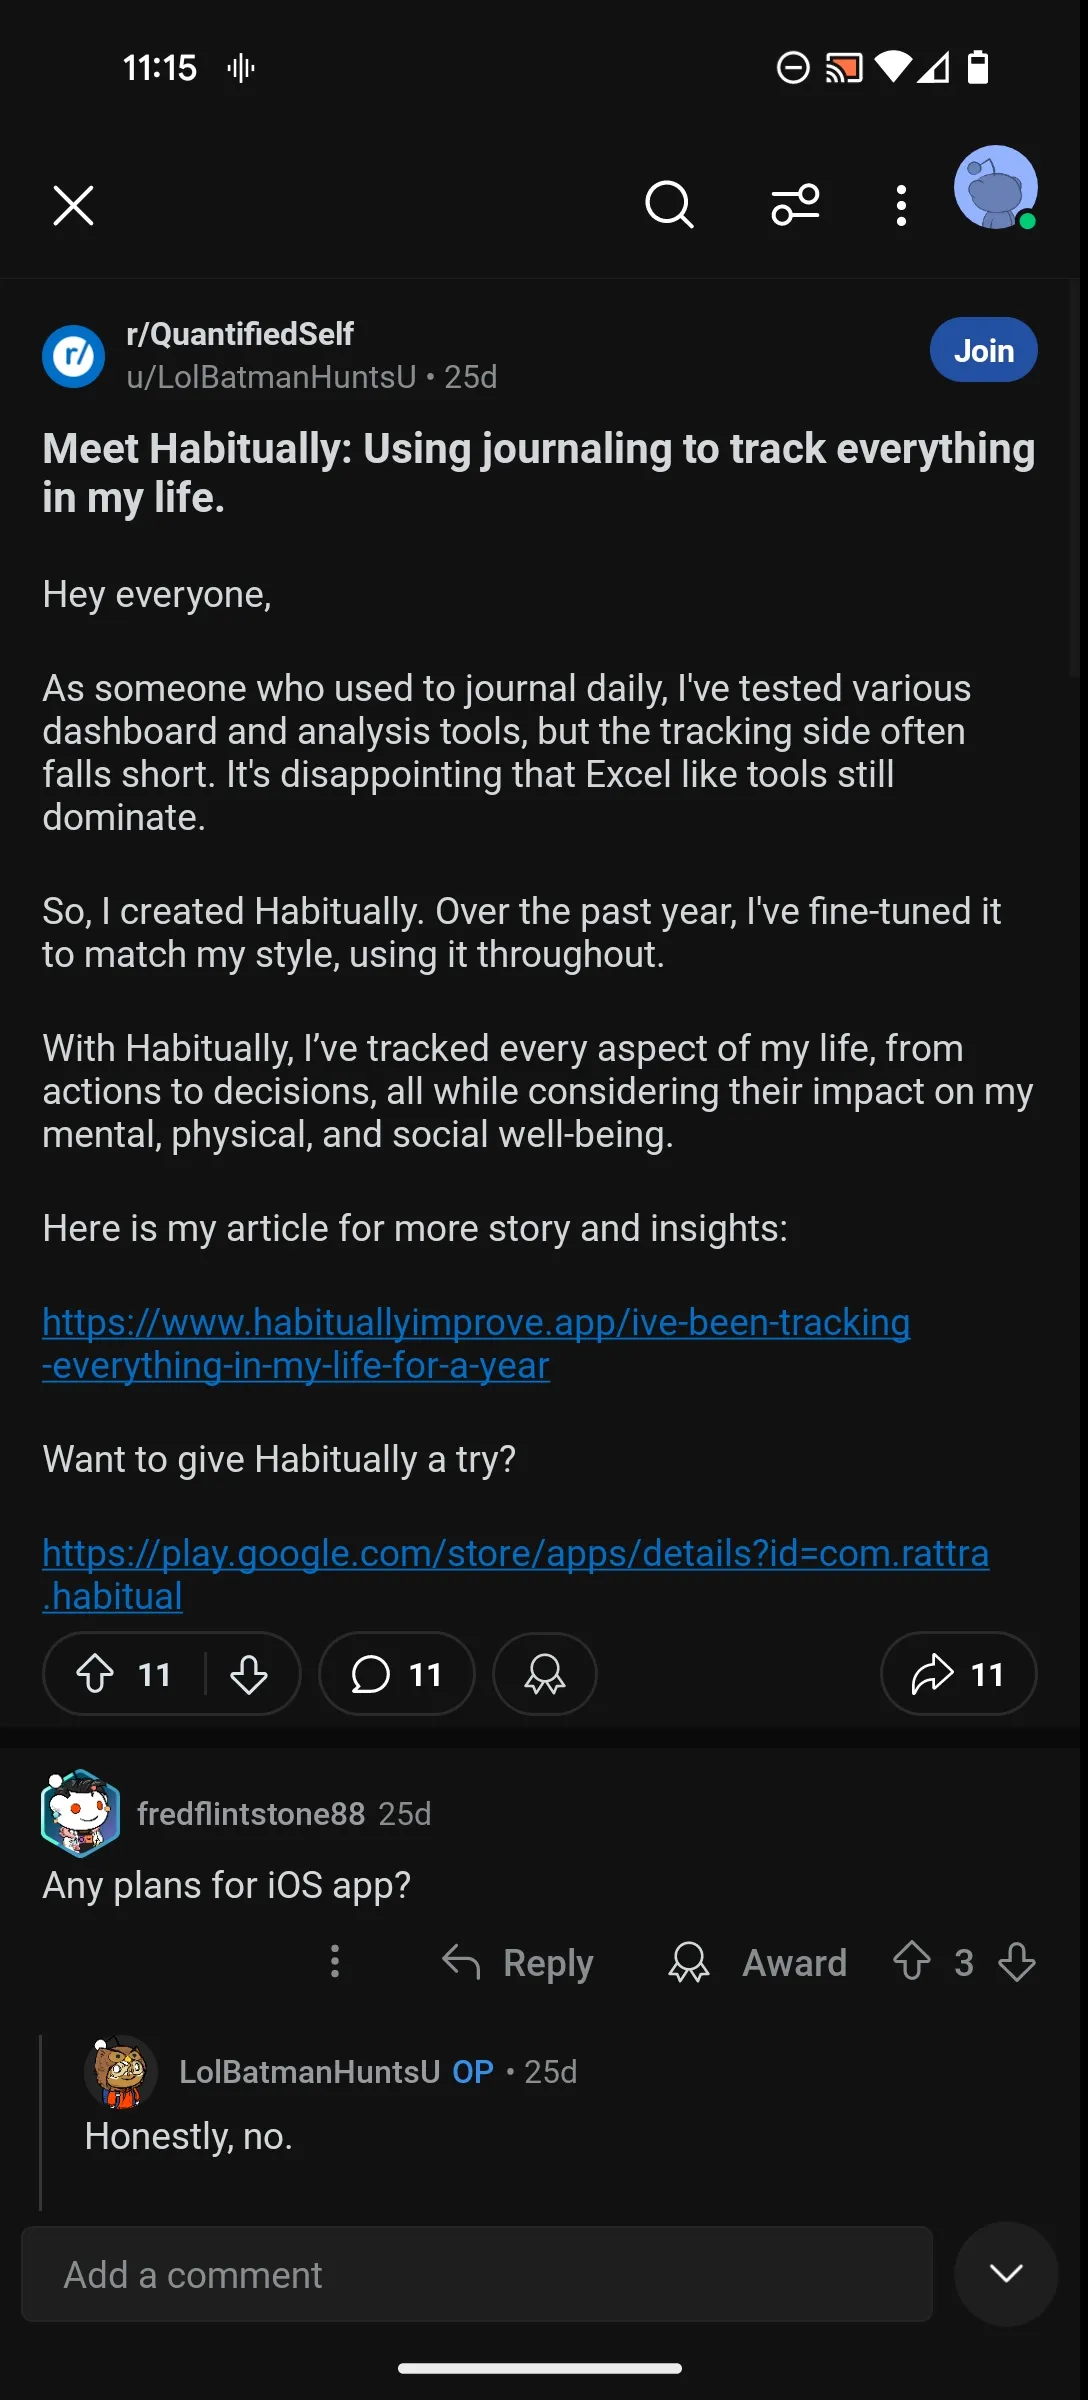 11:15
r/QuantifiedSelf
u/LolBatmanHuntsU • 25d
Join
Meet Habitually: Using journaling to track everything
in my life.
Hey everyone,
As someone who used to journal daily, I've tested various
dashboard and analysis tools, but the tracking side often
falls short. It's disappointing that Excel like tools still
dominate.
So, I created Habitually. Over the past year, I've fine-tuned it
to match my style, using it throughout.
With Habitually, I’ve tracked every aspect of my life, from
actions to decisions, all while considering their impact on my
mental, physical, and social well-being.
Here is my article for more story and insights:
https://www.habituallyimprove.app/ive-been-tracking
-everything-in-my-life-for-a-year
Want to give Habitually a try?
https://play.google.com/store/apps/details?id=com.rattra
.habitual
11 11 11
fredflintstone88 25d
Any plans for iOS app?
Reply Award 3
LolBatmanHuntsU OP • 25d
Honestly, no.
Add a comment